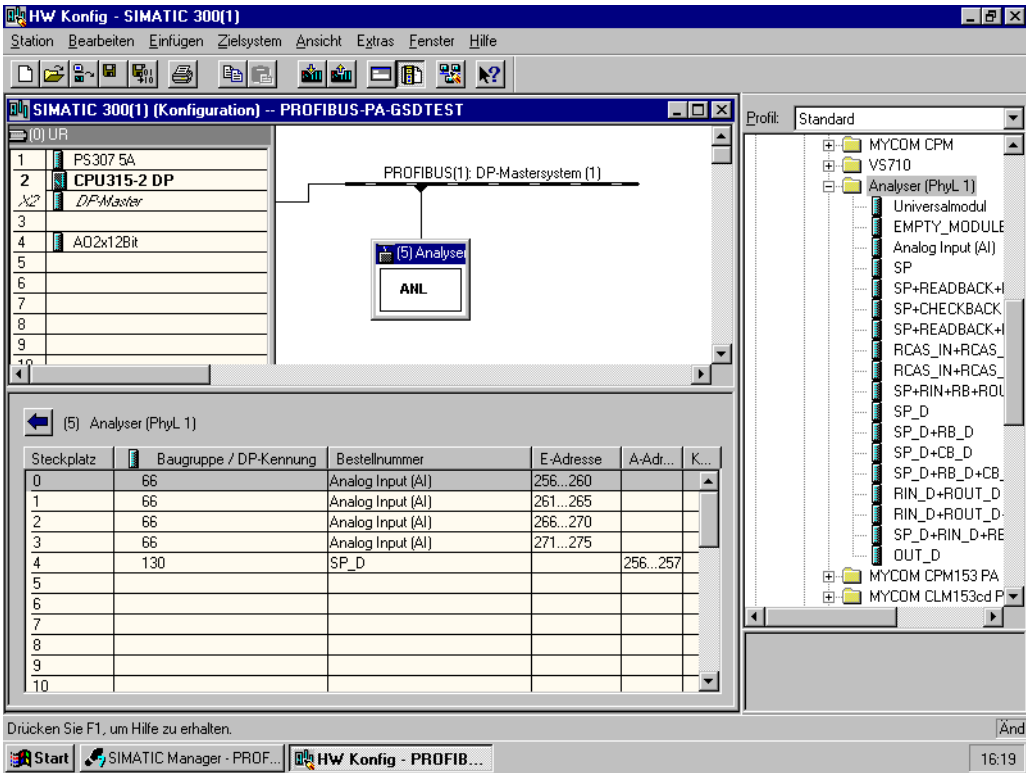 HW Konfig - SIMATIC 300(1)
Station Bearbeiten Einfügen Zielsystem Ansicht Extras Fenster Hilfe
SIMATIC 300(1) (Konfiguration) -- PROFIBUS-PA-GSDTEST
(0) UR
1 PS307 5A
2 CPU315-2 DP
X2 DP-Master
3
4 AO2x12Bit
5
6
7
8
9
10
PROFIBUS(1): DP-Mastersystem (1)
(5) Analyser
ANL
(5) Analyser (PhyL 1)
Steckplatz Baugruppe / DP-Kennung Bestellnummer E-Adresse A-Adr... K...
0 66 Analog Input (AI) 256...260
1 66 Analog Input (AI) 261...265
2 66 Analog Input (AI) 266...270
3 66 Analog Input (AI) 271...275
4 130 SP_D 256...257
5
6
7
8
9
10
Profil: Standard
MYCOM CPM
VS710
Analyser (PhyL 1)
Universalmodul
EMPTY_MODULE
Analog Input (AI)
SP
SP+READBACK+
SP+CHECKBACK
SP+READBACK+
RCAS_IN+RCAS_
RCAS_IN+RCAS_
SP+RIN+RB+ROU
SP_D
SP_D+RB_D
SP_D+CB_D
SP_D+RB_D+CB_
RIN_D+ROUT_D
RIN_D+ROUT_D
SP_D+RIN_D+RE
OUT_D
MYCOM CPM153 PA
MYCOM CLM153cd P
Drücken Sie F1, um Hilfe zu erhalten.
Änd
Start SIMATIC Manager - PROF... HW Konfig - PROFIB... 16:19